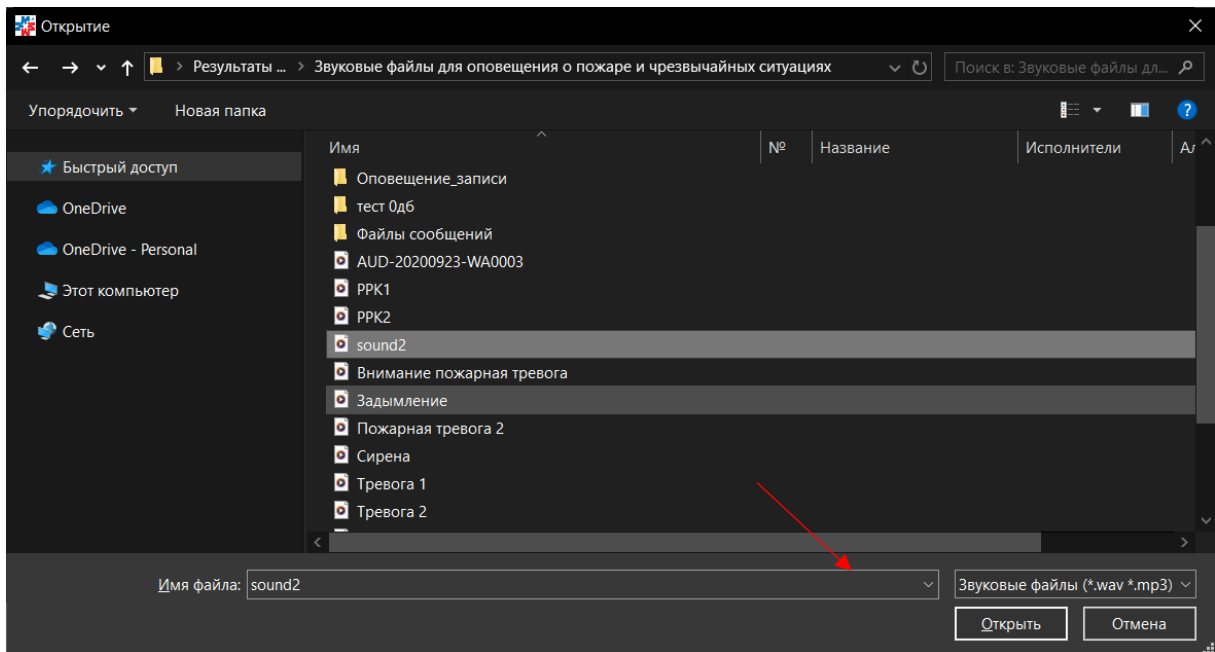 Открытие
Результаты ... > Звуковые файлы для оповещения о пожаре и чрезвычайных ситуациях
Поиск в: Звуковые файлы дл...
Упорядочить
Новая папка
Имя
№
Название
Исполнители
Ал
Быстрый доступ
OneDrive
OneDrive - Personal
Этот компьютер
Сеть
Оповещение_записи
тест 0дб
Файлы сообщений
AUD-20200923-WA0003
PPK1
PPK2
sound2
Внимание пожарная тревога
Задымление
Пожарная тревога 2
Сирена
Тревога 1
Тревога 2
Имя файла: sound2
Звуковые файлы (*.wav *.mp3)
Открыть
Отмена